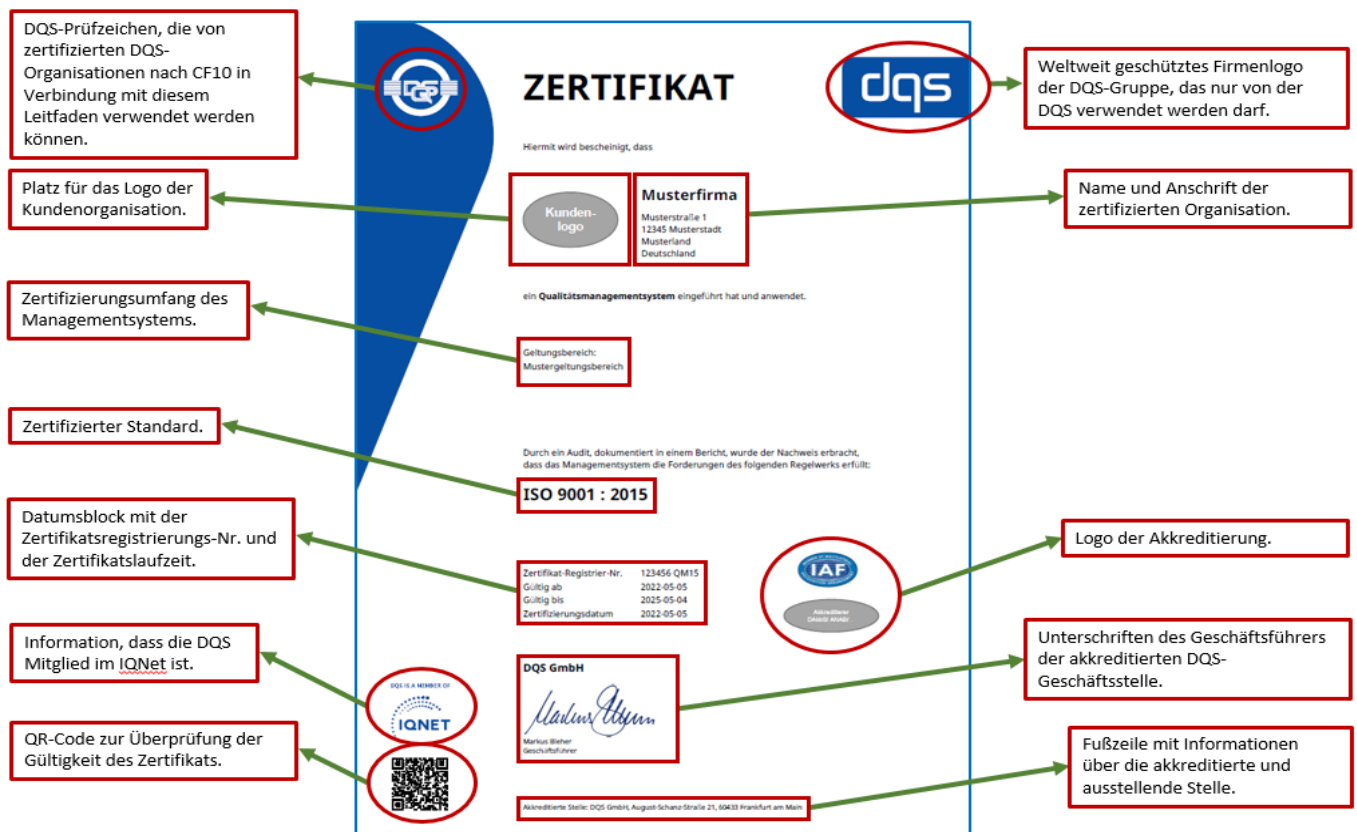 DQS-Prüfzeichen, die von
zertifizierten DQS-
Organisationen nach CF10 in
Verbindung mit diesem
Leitfaden verwendet werden
können.
DQS
ZERTIFIKAT
dqs
Weltweit geschütztes Firmenlogo
der DQS-Gruppe, das nur von der
DQS verwendet werden darf.
Hiermit wird bescheinigt, dass
Platz für das Logo der
Kundenorganisation.
Kunden-
logo
Musterfirma
Musterstraße 1
12345 Musterstadt
Musterland
Deutschland
Name und Anschrift der
zertifizierten Organisation.
ein Qualitätsmanagementsystem eingeführt hat und anwendet.
Zertifizierungsumfang des
Managementsystems.
Geltungsbereich:
Mustergeltungsbereich
Zertifizierter Standard.
Durch ein Audit, dokumentiert in einem Bericht, wurde der Nachweis erbracht,
dass das Managementsystem die Forderungen des folgenden Regelwerks erfüllt:
ISO 9001 : 2015
Datumsblock mit der
Zertifikatsregistrierungs-Nr. und
der Zertifikatslaufzeit.
Zertifikat-Registrier-Nr. 123456 QM15
Gültig ab 2022-05-05
Gültig bis 2025-05-04
Zertifizierungsdatum 2022-05-05
IAF
Logo der Akkreditierung.
Information, dass die DQS
Mitglied im IQNet ist.
DQS IS A MEMBER OF
IQNET
DQS GmbH
Markus Bleher
Geschäftsführer
Unterschriften des Geschäftsführers
der akkreditierten DQS-
Geschäftsstelle.
QR-Code zur Überprüfung der
Gültigkeit des Zertifikats.
Fußzeile mit Informationen
über die akkreditierte und
ausstellende Stelle.
Akkreditierte Stelle: DQS GmbH, August-Schanz-Straße 21, 60433 Frankfurt am Main